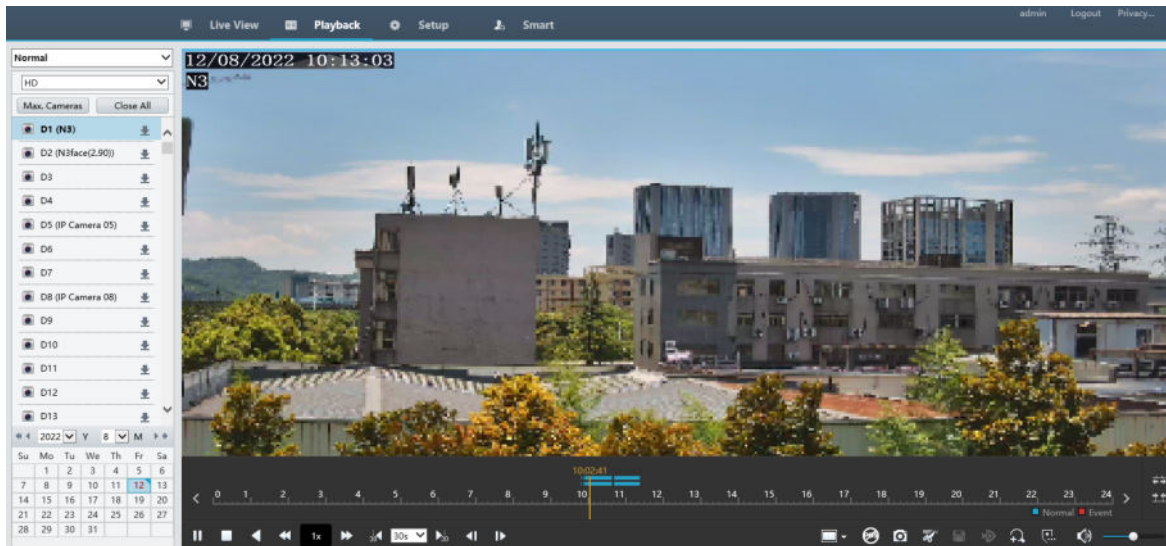 admin Logout Privacy...
Live View Playback Setup Smart
Normal
HD
Max. Cameras Close All
D1 (N3)
D2 (N3face(2.90))
D3
D4
D5 (IP Camera 05)
D6
D7
D8 (IP Camera 08)
D9
D10
D11
D12
D13
2022 Y 8 M
Su Mo Tu We Th Fr Sa
1 2 3 4 5 6
7 8 9 10 11 12 13
14 15 16 17 18 19 20
21 22 23 24 25 26 27
28 29 30 31
12/08/2022 10:13:03
N3
10:02:41
0 1 2 3 4 5 6 7 8 9 10 11 12 13 14 15 16 17 18 19 20 21 22 23 24
Normal Event
1x 30 30s 30